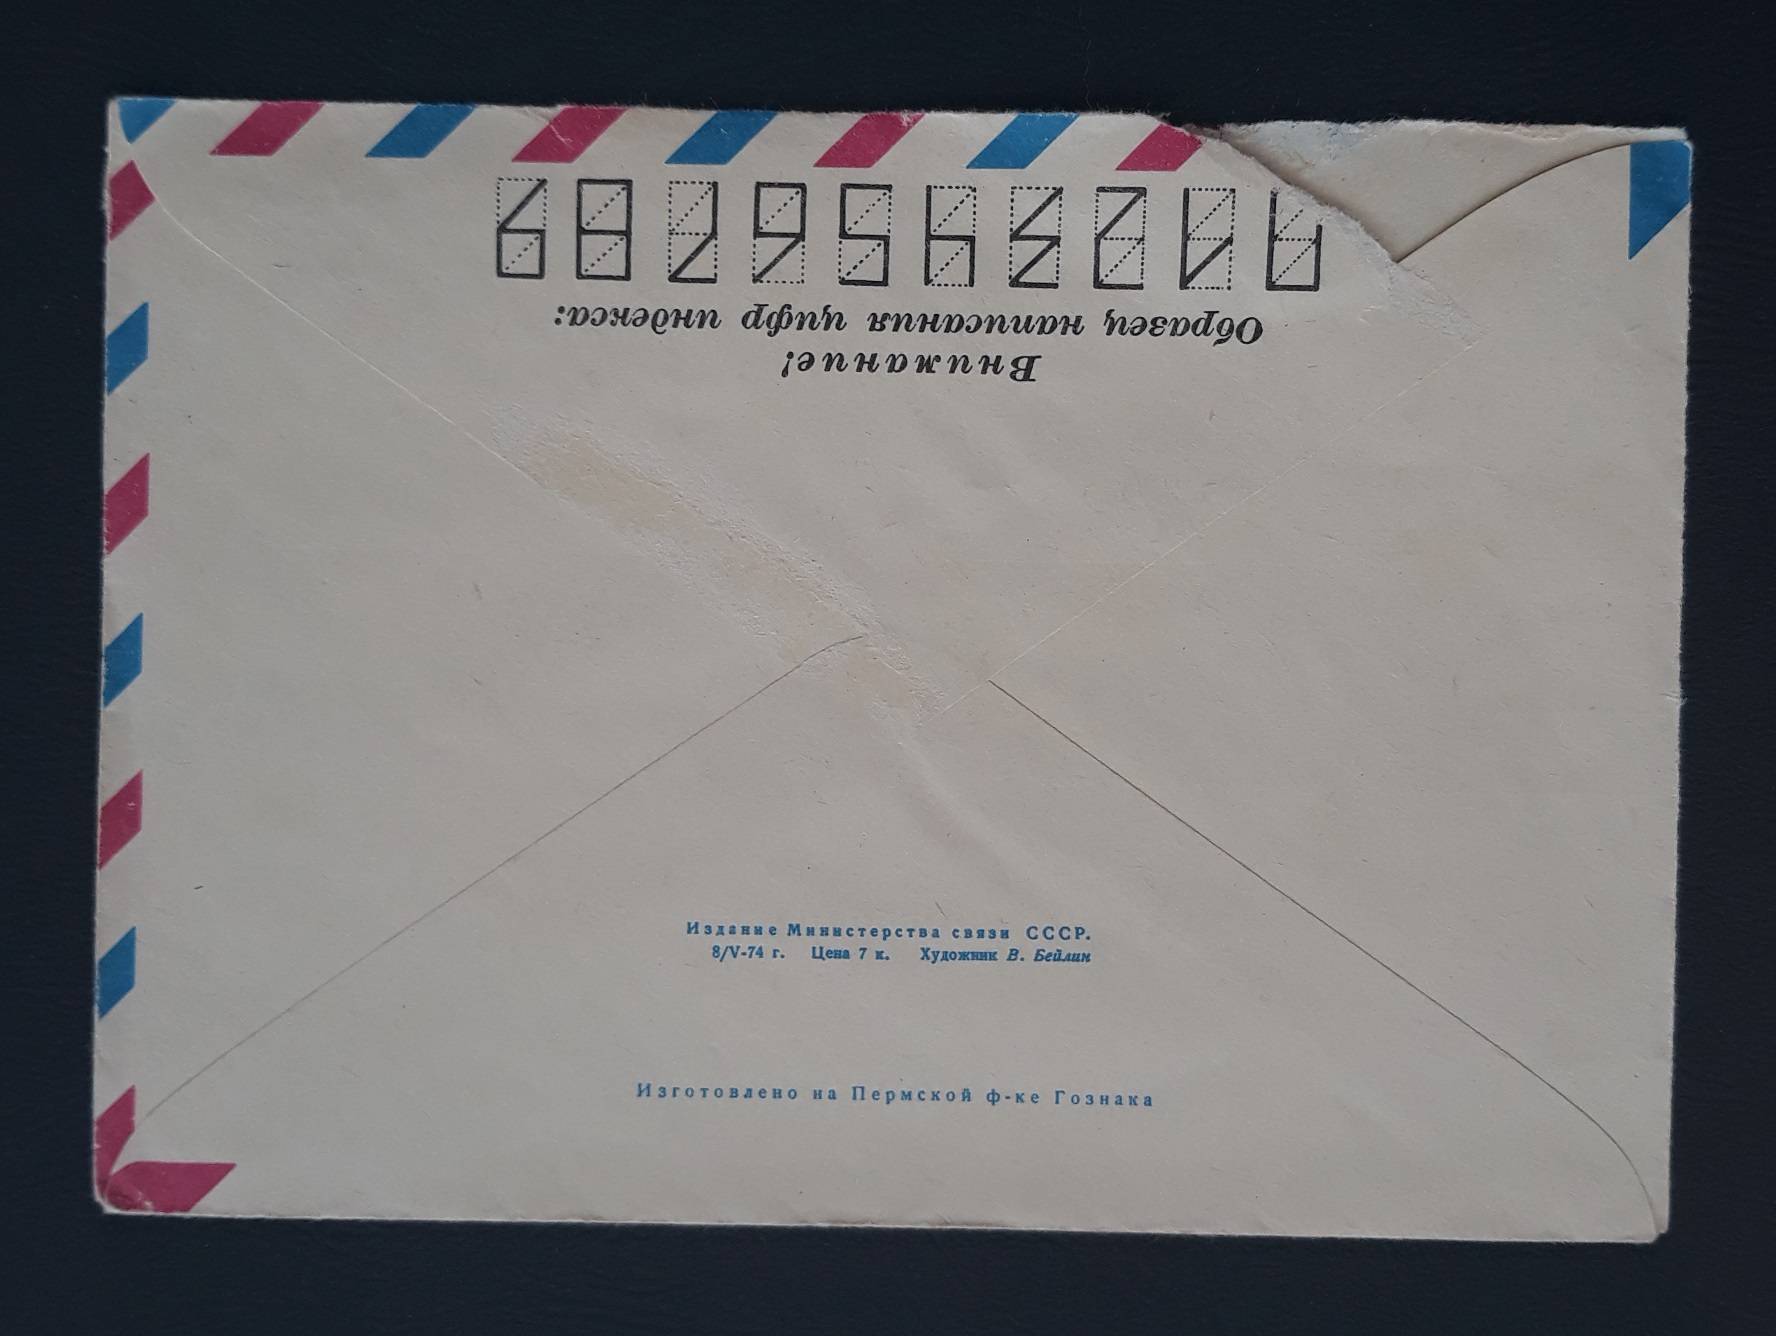 Внимание!
Образец написания цифр индекса:
0123456789
Издание Министерства связи СССР.
8/V-74 г. Цена 7 к. Художник В. Бейлин
Изготовлено на Пермской ф-ке Гознака